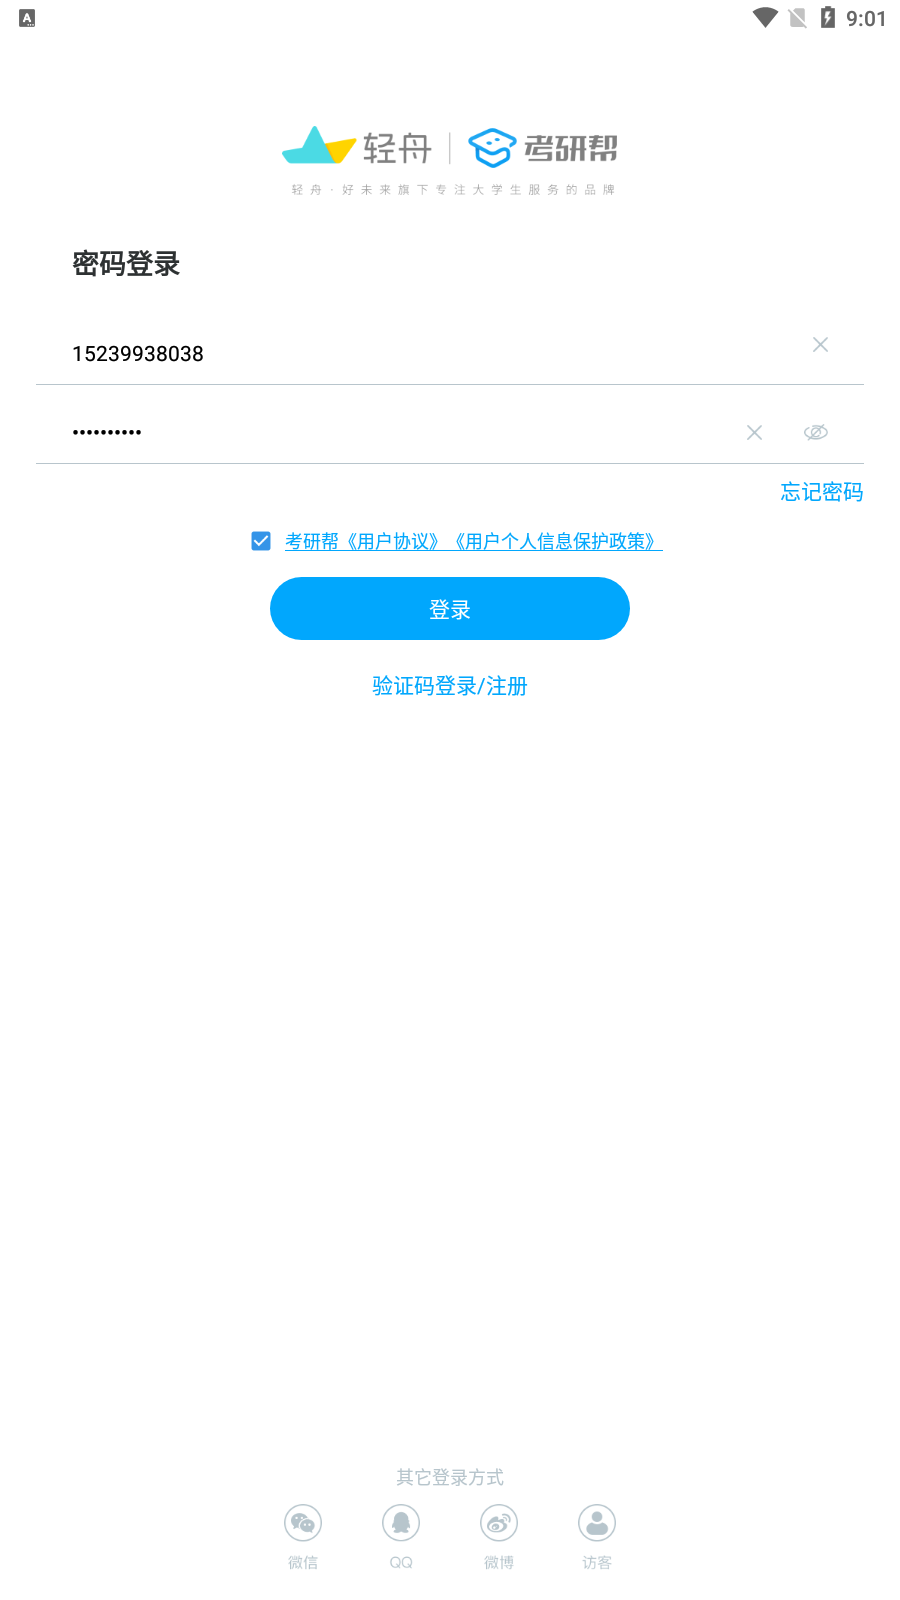 9:01
轻舟 | 考研帮
轻舟·好未来旗下专注大学生服务的品牌
密码登录
15239938038
••••••••••
忘记密码
考研帮《用户协议》《用户个人信息保护政策》
登录
验证码登录/注册
其它登录方式
微信 QQ 微博 访客